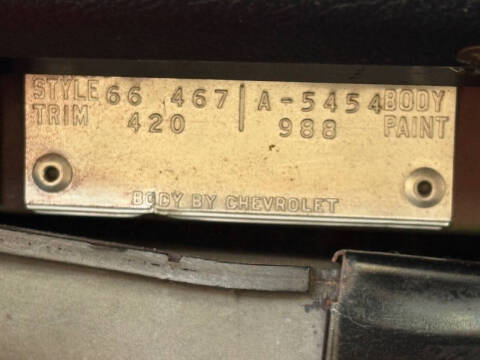 STYLE 66 467 | A-5454 BODY
TRIM 420 988 PAINT
BODY BY CHEVROLET